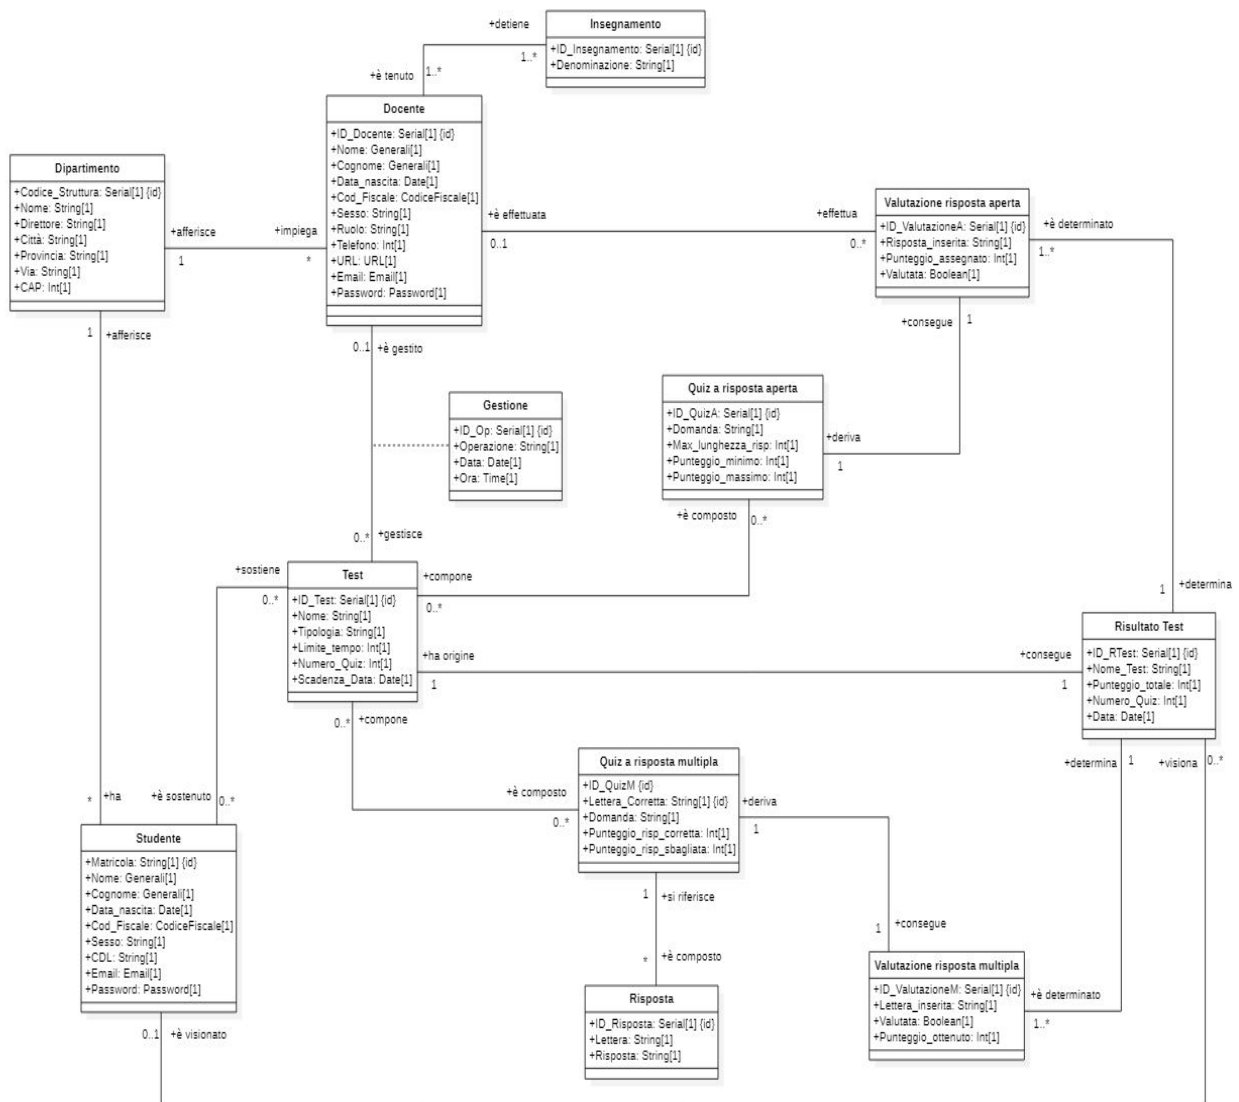 +detiene
Insegnamento
+ID_Insegnamento: Serial[1] {id}
+Denominazione: String[1]
1..*
+è tenuto
1..*
Docente
+ID_Docente: Serial[1] {id}
+Nome: Generali[1]
+Cognome: Generali[1]
+Data_nascita: Date[1]
+Cod_Fiscale: CodiceFiscale[1]
+Sesso: String[1]
+Ruolo: String[1]
+Telefono: Int[1]
+URL: URL[1]
+Email: Email[1]
+Password: Password[1]
Dipartimento
+Codice_Struttura: Serial[1] {id}
+Nome: String[1]
+Direttore: String[1]
+Città: String[1]
+Provincia: String[1]
+Via: String[1]
+CAP: Int[1]
+afferisce
1
+impiega
*
+è effettuata
0..1
+effettua
0..*
Valutazione risposta aperta
+ID_ValutazioneA: Serial[1] {id}
+Risposta_inserita: String[1]
+Punteggio_assegnato: Int[1]
+Valutata: Boolean[1]
+è determinato
1..*
1
+afferisce
0..1
+è gestito
+consegue
1
Gestione
+ID_Op: Serial[1] {id}
+Operazione: String[1]
+Data: Date[1]
+Ora: Time[1]
Quiz a risposta aperta
+ID_QuizA: Serial[1] {id}
+Domanda: String[1]
+Max_lunghezza_risp: Int[1]
+Punteggio_minimo: Int[1]
+Punteggio_massimo: Int[1]
+deriva
1
+è composto
0..*
0..*
+gestisce
+sostiene
0..*
Test
+ID_Test: Serial[1] {id}
+Nome: String[1]
+Tipologia: String[1]
+Limite_tempo: Int[1]
+Numero_Quiz: Int[1]
+Scadenza_Data: Date[1]
+compone
0..*
+ha origine
1
+consegue
1
1
+determina
Risultato Test
+ID_RTest: Serial[1] {id}
+Nome_Test: String[1]
+Punteggio_totale: Int[1]
+Numero_Quiz: Int[1]
+Data: Date[1]
0..*
+compone
+è composto
0..*
Quiz a risposta multipla
+ID_QuizM {id}
+Lettera_Corretta: String[1] {id}
+Domanda: String[1]
+Punteggio_risp_corretta: Int[1]
+Punteggio_risp_sbagliata: Int[1]
+deriva
1
+determina
1
+visiona
0..*
*
+ha
+è sostenuto
0..*
Studente
+Matricola: String[1] {id}
+Nome: Generali[1]
+Cognome: Generali[1]
+Data_nascita: Date[1]
+Cod_Fiscale: CodiceFiscale[1]
+Sesso: String[1]
+CDL: String[1]
+Email: Email[1]
+Password: Password[1]
1
+si riferisce
*
+è composto
1
+consegue
Risposta
+ID_Risposta: Serial[1] {id}
+Lettera: String[1]
+Risposta: String[1]
Valutazione risposta multipla
+ID_ValutazioneM: Serial[1] {id}
+Lettera_inserita: String[1]
+Valutata: Boolean[1]
+Punteggio_ottenuto: Int[1]
+è determinato
1..*
0..1
+è visionato